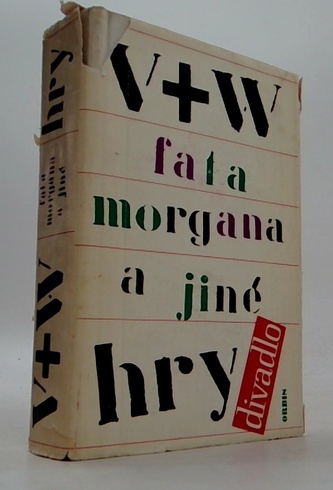 V+W
fata
morgana
a jiné
hry
divadlo
ORBIS
V+W
fata
morgana
a jiné
hry